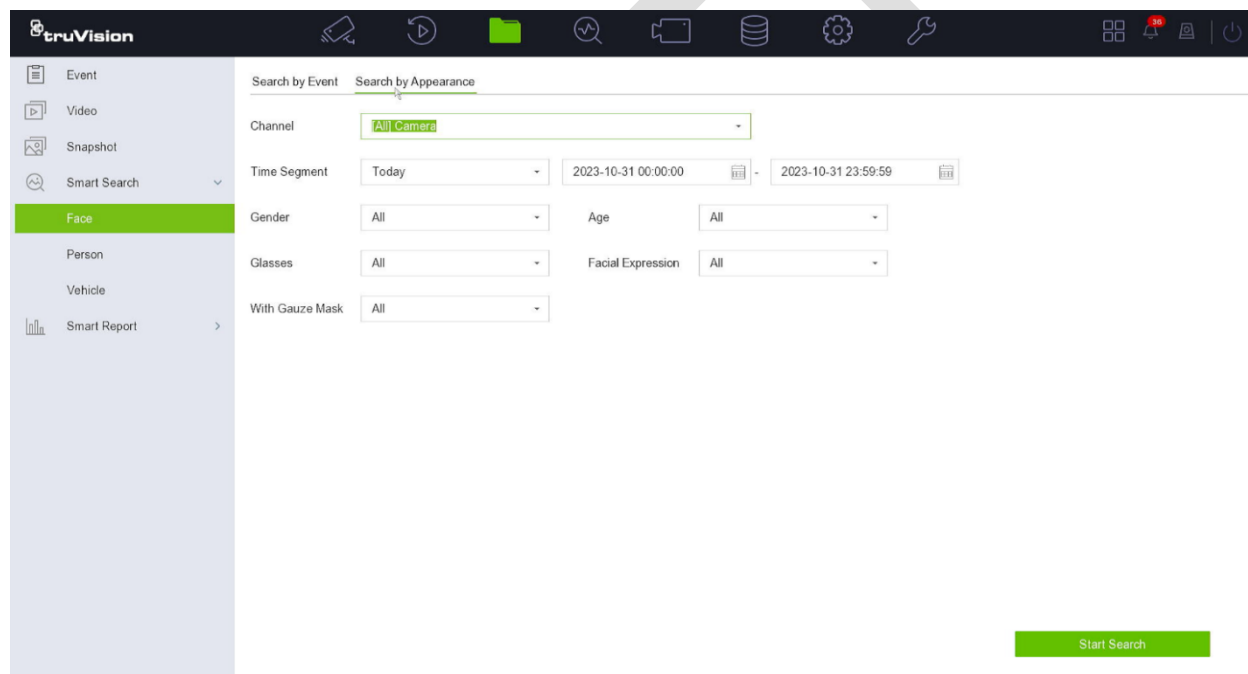 truVision
36
Event
Video
Snapshot
Smart Search
Face
Person
Vehicle
Smart Report
Search by Event Search by Appearance
Channel [All] Camera
Time Segment Today 2023-10-31 00:00:00 - 2023-10-31 23:59:59
Gender All Age All
Glasses All Facial Expression All
With Gauze Mask All
Start Search